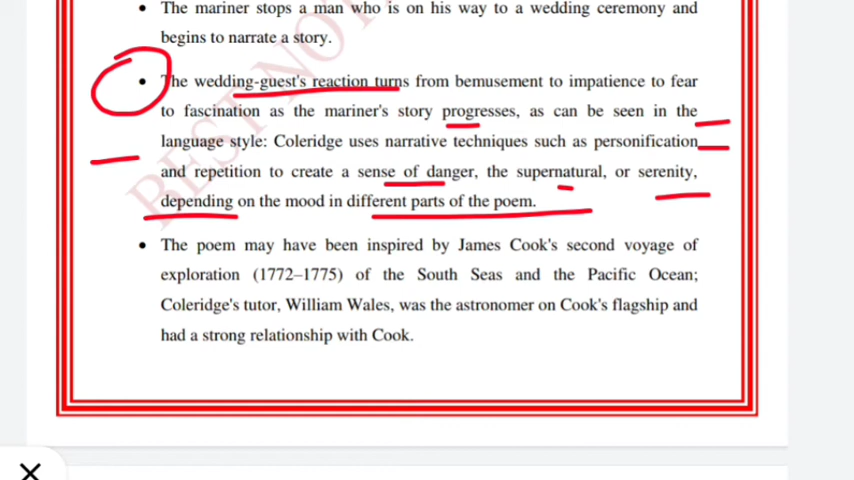 The mariner stops a man who is on his way to a wedding ceremony and
begins to narrate a story.
The wedding-guest's reaction turns from bemusement to impatience to fear
to fascination as the mariner's story progresses, as can be seen in the
language style: Coleridge uses narrative techniques such as personification
and repetition to create a sense of danger, the supernatural, or serenity,
depending on the mood in different parts of the poem.
The poem may have been inspired by James Cook's second voyage of
exploration (1772–1775) of the South Seas and the Pacific Ocean;
Coleridge's tutor, William Wales, was the astronomer on Cook's flagship and
had a strong relationship with Cook.
BEST NOT